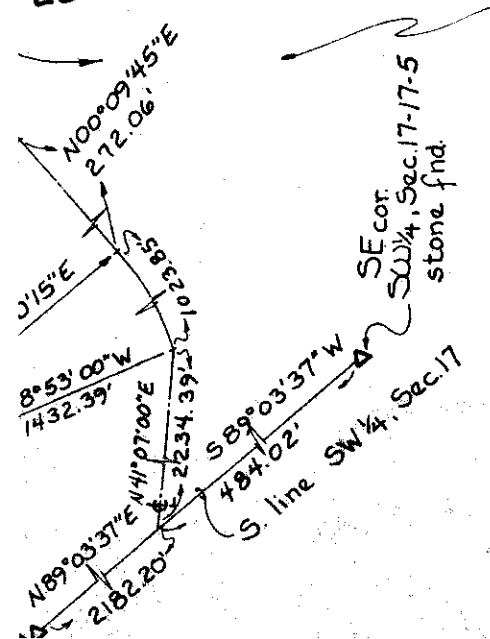 N00°09'45"E
272.06'
1023.85'
0'15"E
SE cor.
SW¼, Sec.17-17-5
stone fnd.
8°53'00"W
1432.39'
N41°07'00"E
2234.39'
S89°03'37"W
484.02'
S. line SW¼, Sec.17
N89°03'37"E
2182.20'